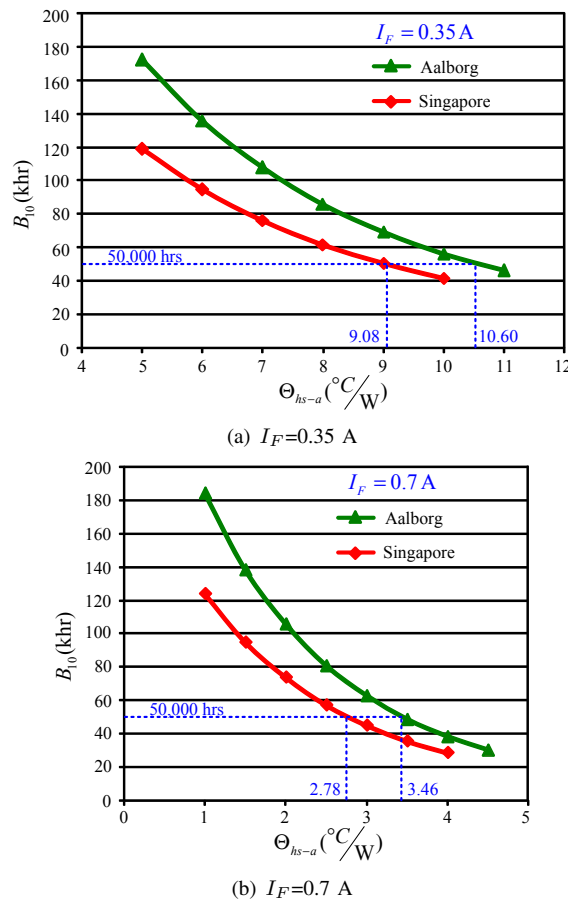 200
180
160
140
120
100
80
60
40
20
0
B10 (khr)
I_F = 0.35 A
Aalborg
Singapore
50.000 hrs
9.08
10.60
4 5 6 7 8 9 10 11 12
Θhs−a (°C/W)
(a) I_F=0.35 A
200
180
160
140
120
100
80
60
40
20
0
B10 (khr)
I_F = 0.7 A
Aalborg
Singapore
50.000 hrs
2.78
3.46
0 1 2 3 4 5
Θhs−a (°C/W)
(b) I_F=0.7 A